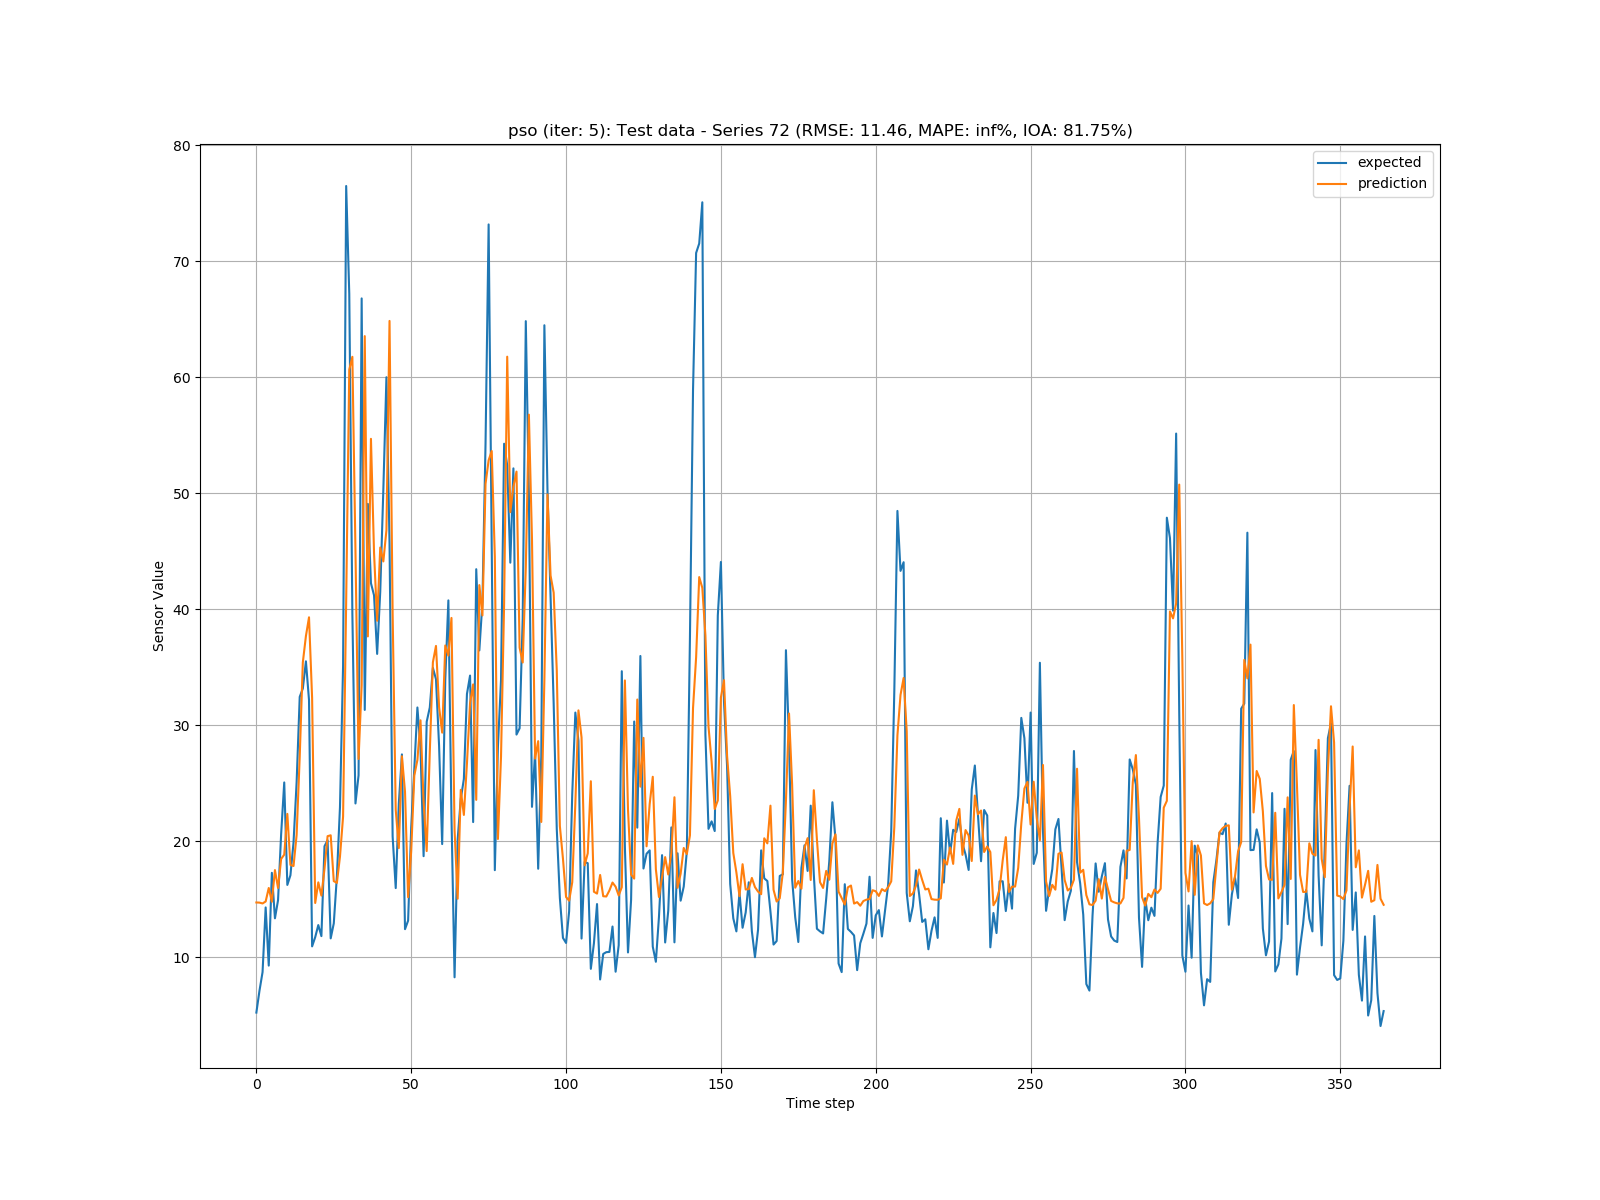 pso (iter: 5): Test data - Series 72 (RMSE: 11.46, MAPE: inf%, IOA: 81.75%)
expected
prediction
80
70
60
50
40
30
20
10
Sensor Value
0 50 100 150 200 250 300 350
Time step